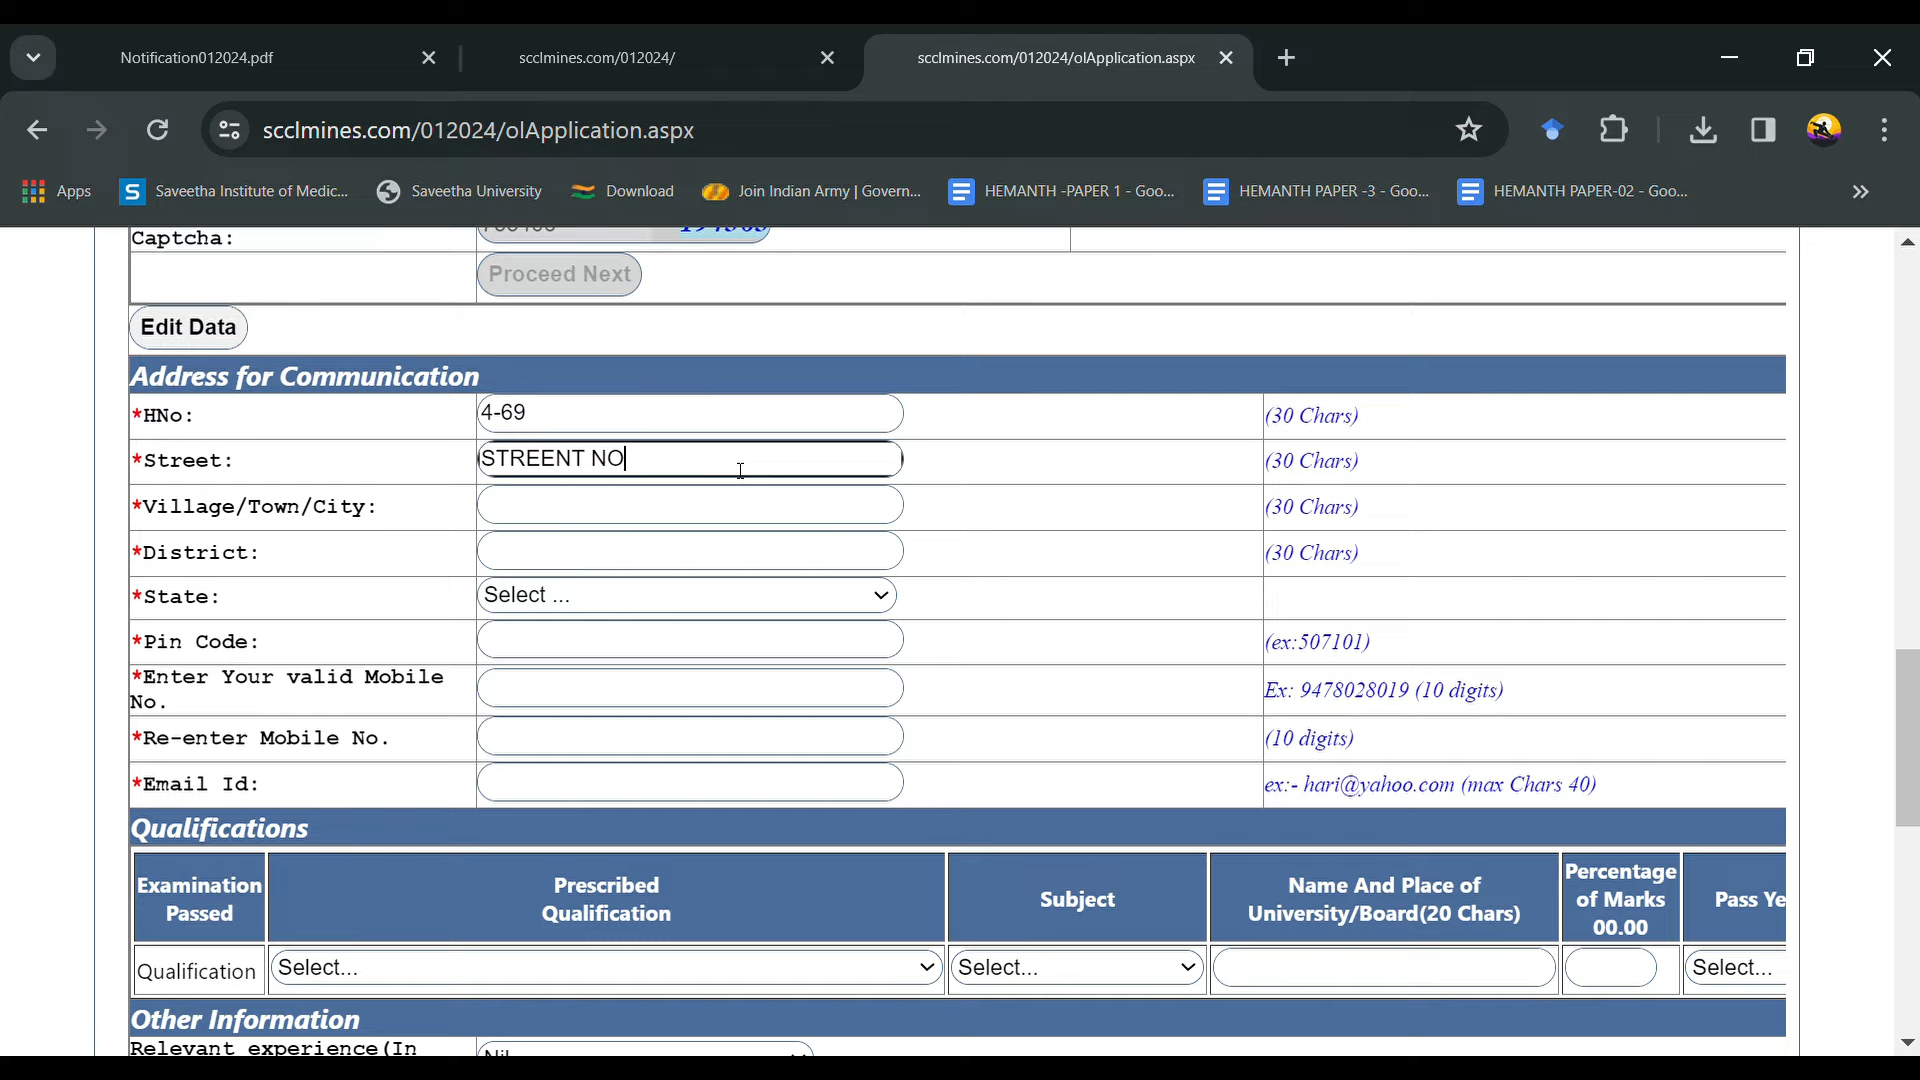 Notification012024.pdf
scclmines.com/012024/
scclmines.com/012024/olApplication.aspx
scclmines.com/012024/olApplication.aspx
Apps
S Saveetha Institute of Medic...
Saveetha University
Download
Join Indian Army | Govern...
HEMANTH -PAPER 1 - Goo...
HEMANTH PAPER -3 - Goo...
HEMANTH PAPER-02 - Goo...
Captcha:
Proceed Next
Edit Data
Address for Communication
*HNo: 4-69 (30 Chars)
*Street: STREENT NO (30 Chars)
*Village/Town/City: (30 Chars)
*District: (30 Chars)
*State: Select ...
*Pin Code: (ex:507101)
*Enter Your valid Mobile
No. Ex: 9478028019 (10 digits)
*Re-enter Mobile No. (10 digits)
*Email Id: ex:- hari@yahoo.com (max Chars 40)
Qualifications
Examination
Passed
Prescribed
Qualification
Subject
Name And Place of
University/Board(20 Chars)
Percentage
of Marks
00.00
Pass Ye
Qualification Select... Select... Select...
Other Information
Relevant experience(In
Nil